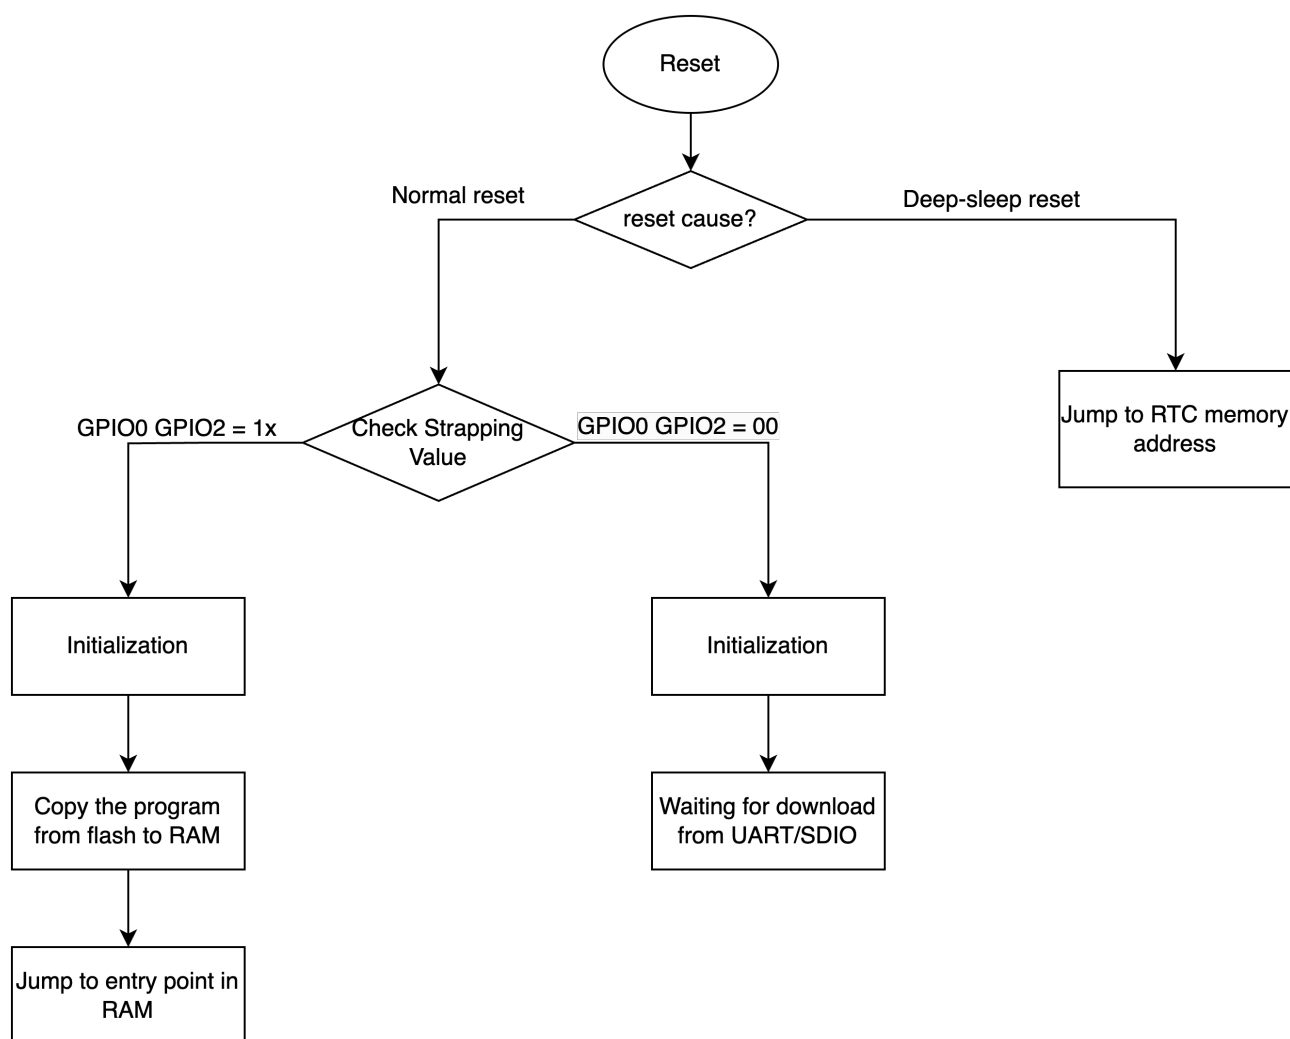 Reset
Normal reset
reset cause?
Deep-sleep reset
Jump to RTC memory
address
GPIO0 GPIO2 = 1x
Check Strapping
Value
GPIO0 GPIO2 = 00
Initialization
Initialization
Copy the program
from flash to RAM
Waiting for download
from UART/SDIO
Jump to entry point in
RAM